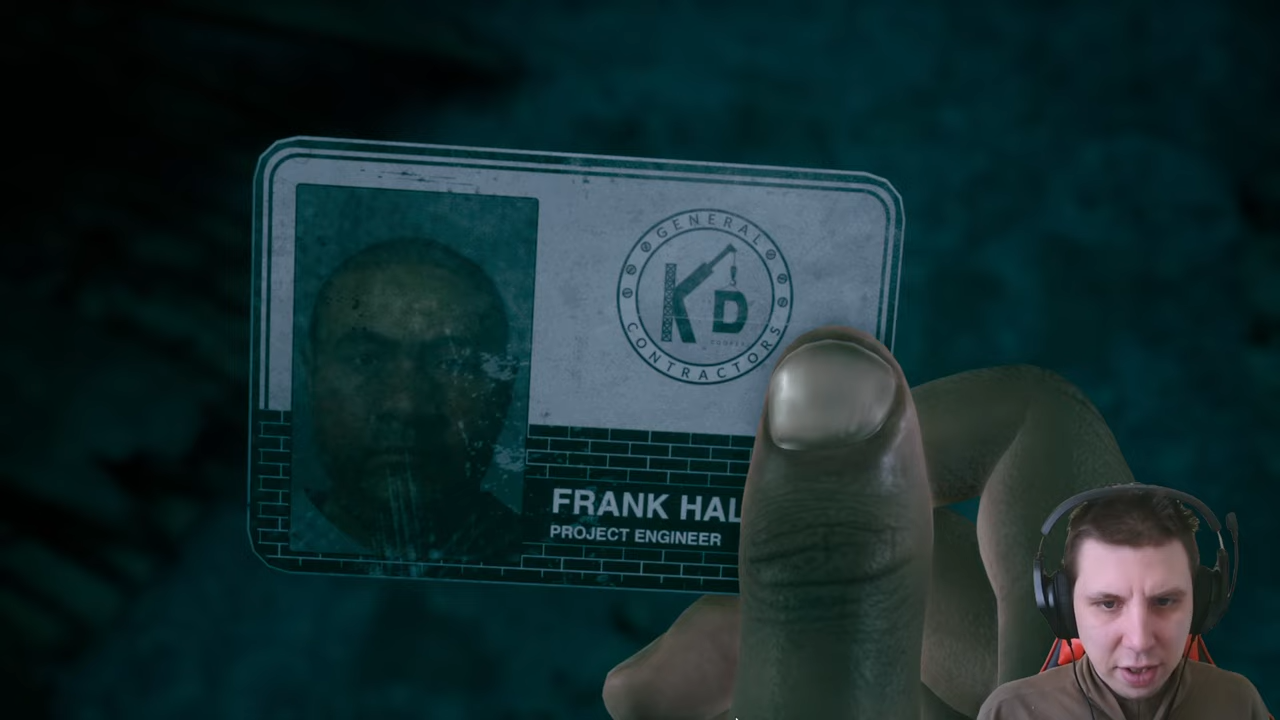 GENERAL
KD
CONTRACTORS
FRANK HAL
PROJECT ENGINEER